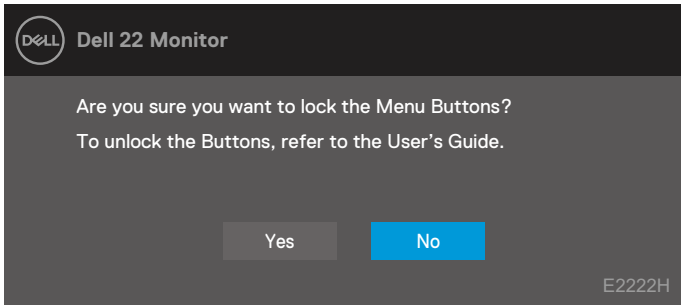 DELL
Dell 22 Monitor
Are you sure you want to lock the Menu Buttons?
To unlock the Buttons, refer to the User’s Guide.
Yes No
E2222H